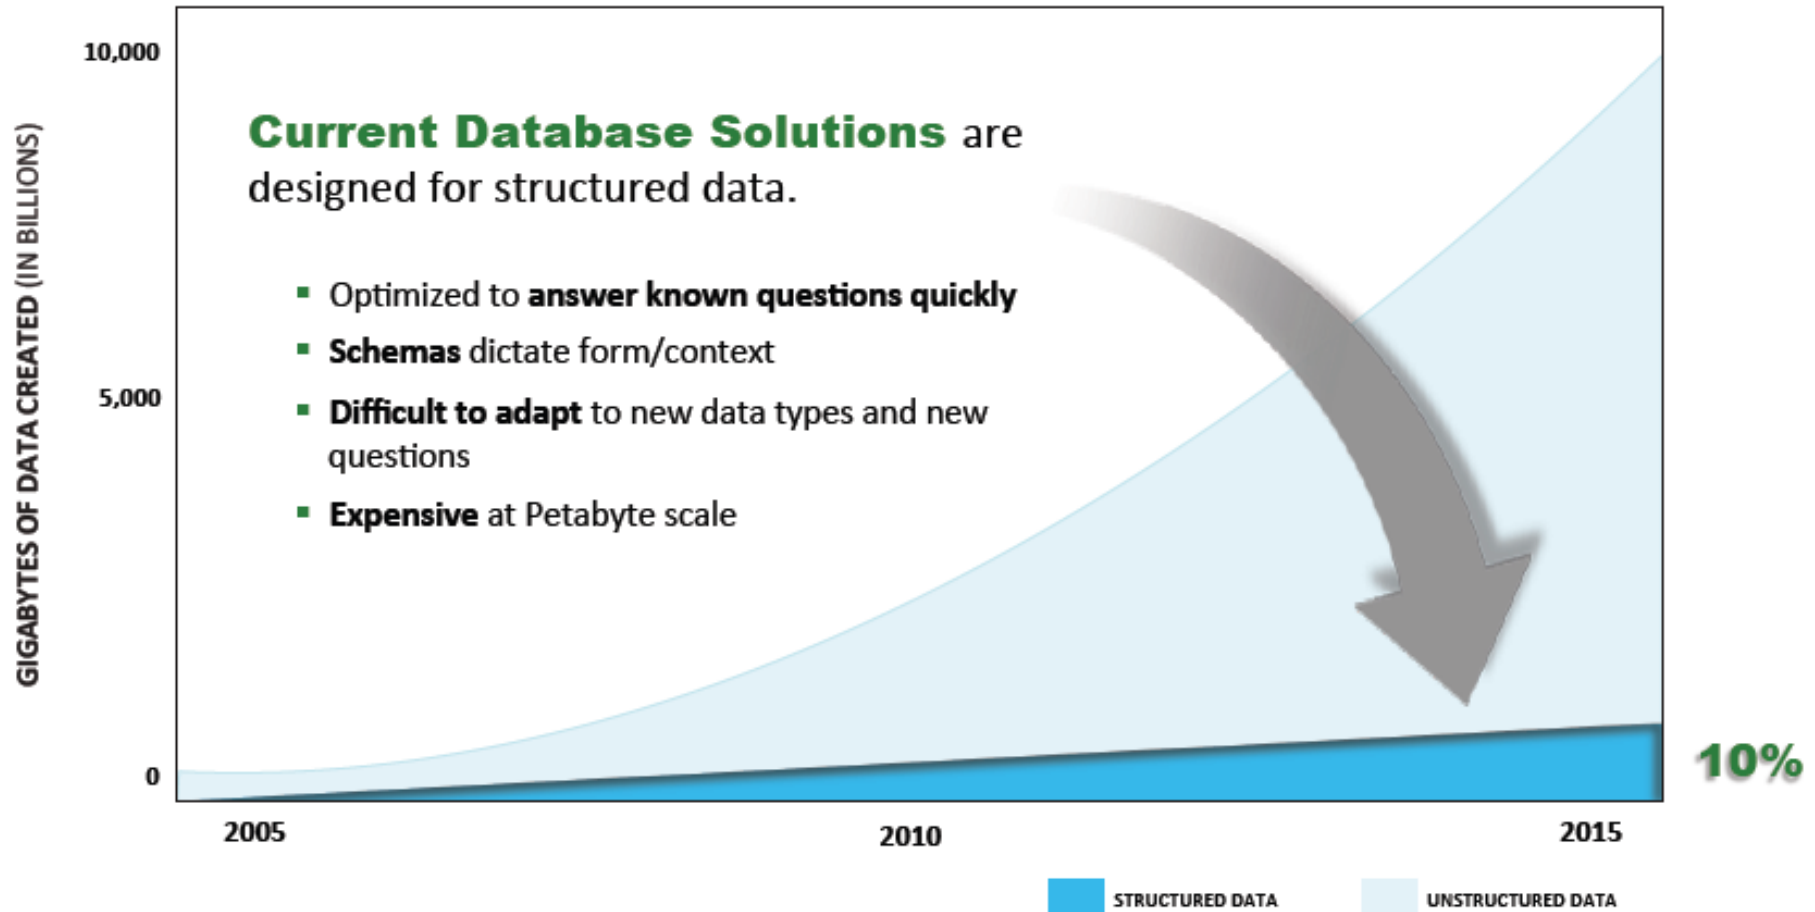 10,000
5,000
0
GIGABYTES OF DATA CREATED (IN BILLIONS)
Current Database Solutions are
designed for structured data.
▪ Optimized to answer known questions quickly
▪ Schemas dictate form/context
▪ Difficult to adapt to new data types and new
questions
▪ Expensive at Petabyte scale
10%
2005
2010
2015
STRUCTURED DATA
UNSTRUCTURED DATA